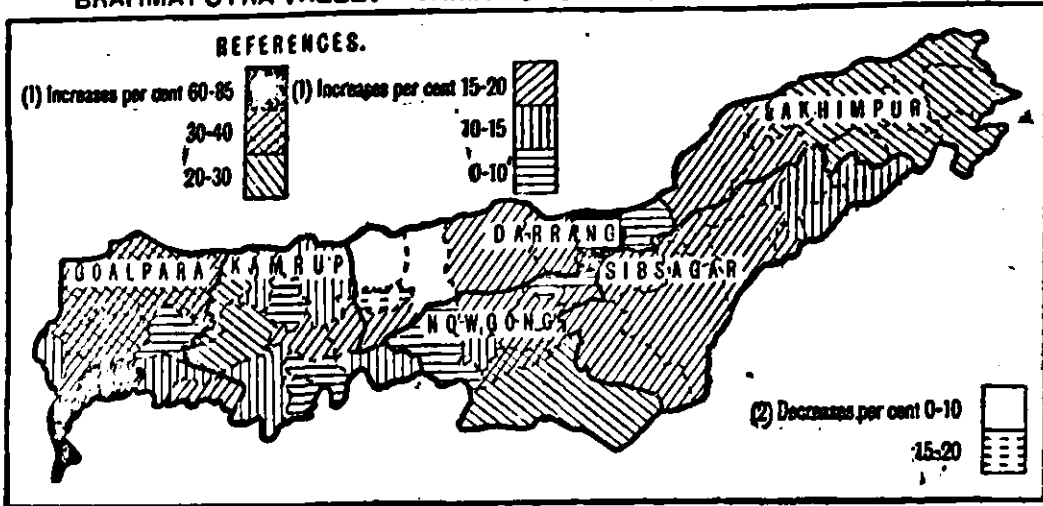 REFERENCES.
(1) Increases per cent 60-85
30-40
20-30
(1) Increases per cent 15-20
10-15
0-10
LAKHIMPUR
DARRANG
GOALPARA
KAMRUP
SIBSAGAR
NOWGONG
(2) Decreases per cent 0-10
15-20